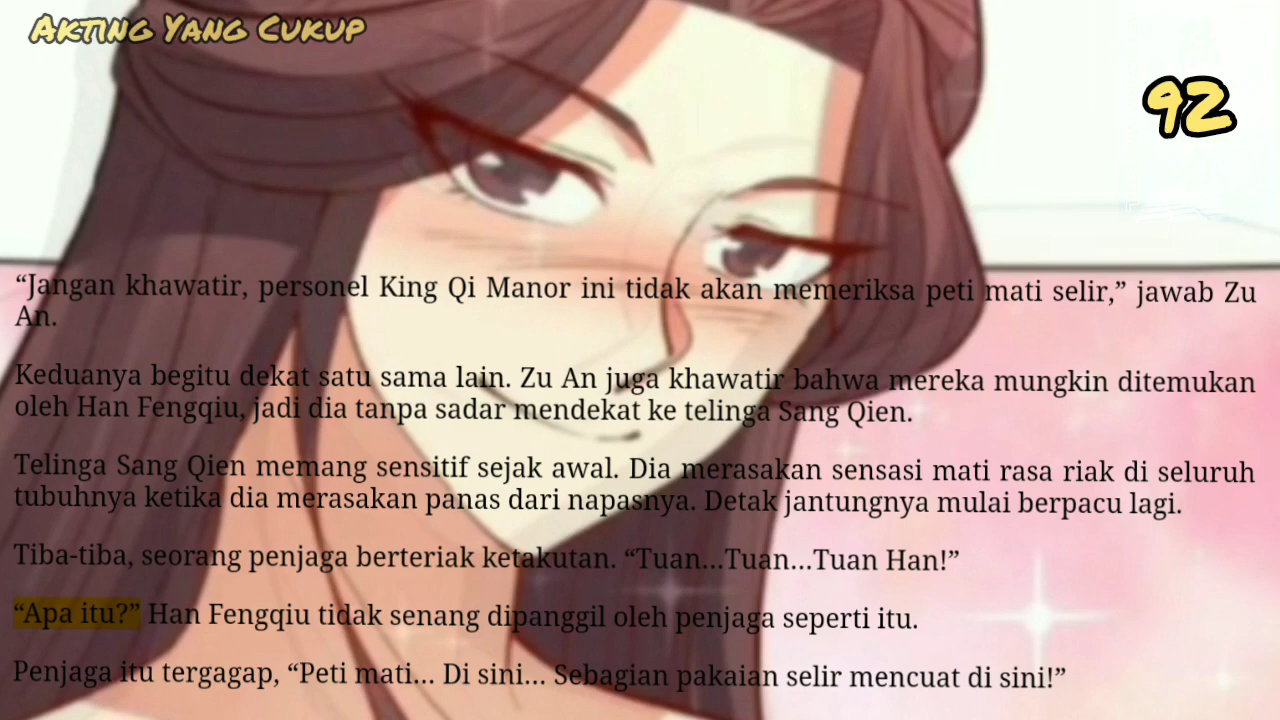 Akting Yang Cukup
92
“Jangan khawatir, personel King Qi Manor ini tidak akan memeriksa peti mati selir,” jawab Zu
An.
Keduanya begitu dekat satu sama lain. Zu An juga khawatir bahwa mereka mungkin ditemukan
oleh Han Fengqiu, jadi dia tanpa sadar mendekat ke telinga Sang Qien.
Telinga Sang Qien memang sensitif sejak awal. Dia merasakan sensasi mati rasa riak di seluruh
tubuhnya ketika dia merasakan panas dari napasnya. Detak jantungnya mulai berpacu lagi.
Tiba-tiba, seorang penjaga berteriak ketakutan. “Tuan…Tuan…Tuan Han!”
“Apa itu?” Han Fengqiu tidak senang dipanggil oleh penjaga seperti itu.
Penjaga itu tergagap, “Peti mati… Di sini… Sebagian pakaian selir mencuat di sini!”